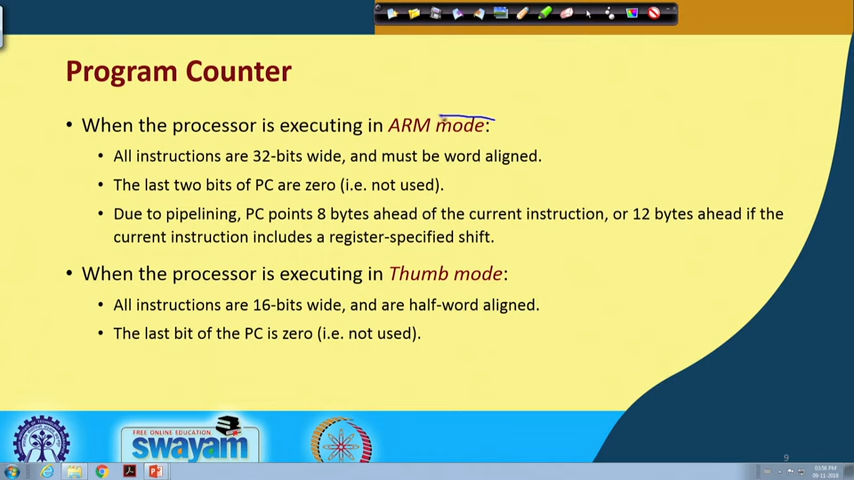 Program Counter
• When the processor is executing in ARM mode:
• All instructions are 32-bits wide, and must be word aligned.
• The last two bits of PC are zero (i.e. not used).
• Due to pipelining, PC points 8 bytes ahead of the current instruction, or 12 bytes ahead if the
current instruction includes a register-specified shift.
• When the processor is executing in Thumb mode:
• All instructions are 16-bits wide, and are half-word aligned.
• The last bit of the PC is zero (i.e. not used).
FREE ONLINE EDUCATION
swayam
9